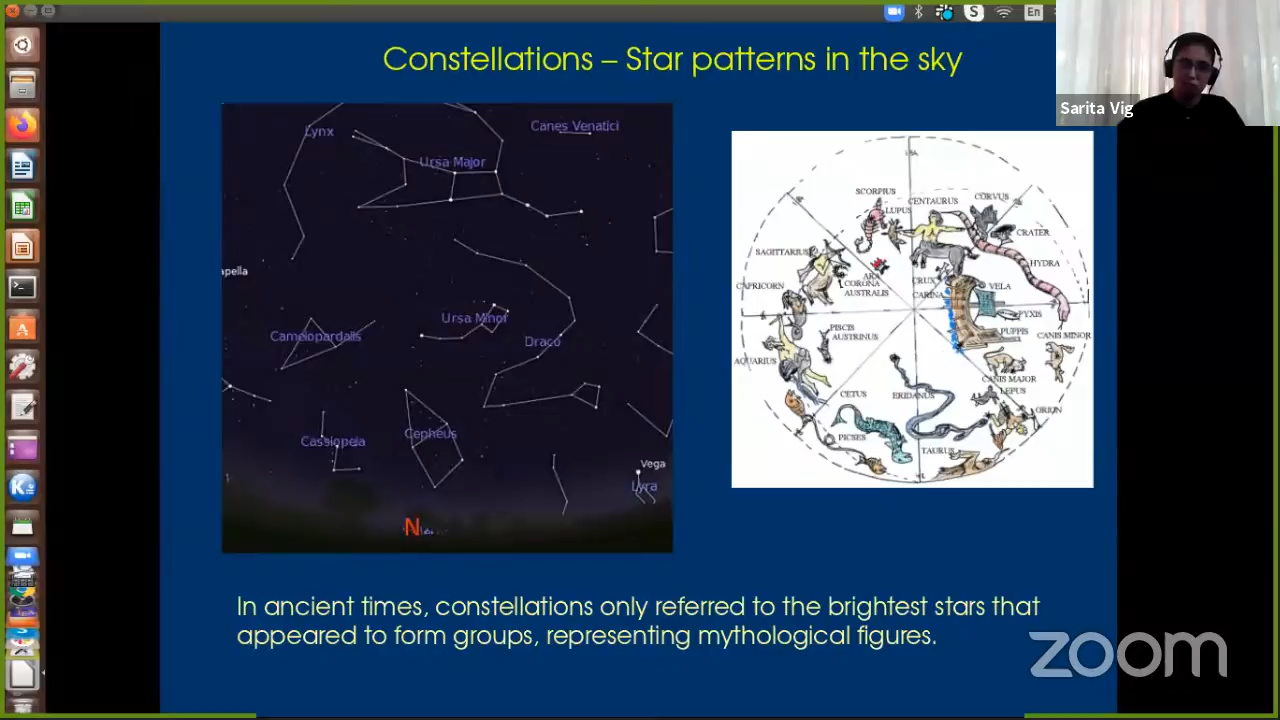 S
En
Constellations – Star patterns in the sky
Sarita Vig
Lynx
Canes Venatici
Ursa Major
apella
Camelopardalis
Ursa Minor
Draco
Cassiopeia
Cepheus
Vega
Lyra
N
SCORPIUS
LUPUS
CENTAURUS
CORVUS
CRATER
SAGITTARIUS
HYDRA
ARA
CORONA
AUSTRALIS
CRUX
CARINA
VELA
CAPRICORN
PYXIS
PISCIS
AUSTRINUS
PUPPIS
CANIS MINOR
AQUARIUS
CANIS MAJOR
CETUS
ERIDANUS
LEPUS
ORION
PICSES
TAURUS
In ancient times, constellations only referred to the brightest stars that
appeared to form groups, representing mythological figures.
zoom